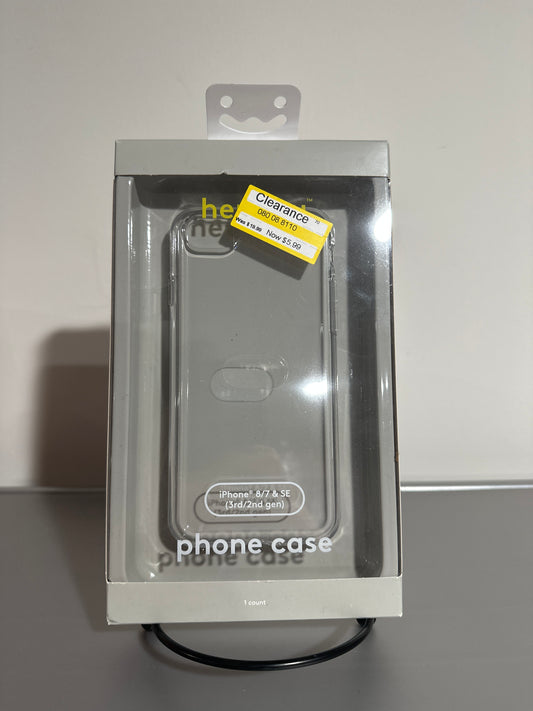 Clearance
080 08 8110
Was $19.99 Now $5.99
iPhone® 8/7 & SE
(3rd/2nd gen)
phone case
1 count